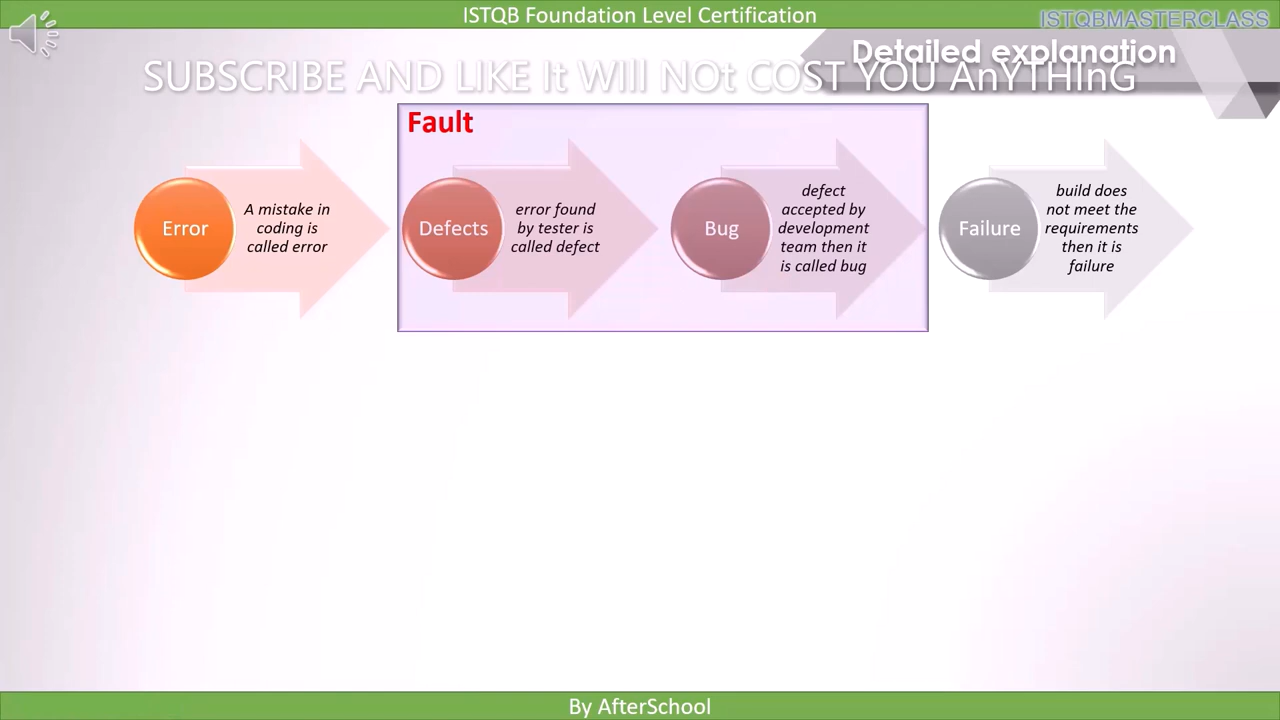 ISTQB Foundation Level Certification
ISTQBMASTERCLASS
Detailed explanation
SUBSCRIBE AND LIKE It WIll NOt COST YOU AnYTHInG
Fault
Error
A mistake in
coding is
called error
Defects
error found
by tester is
called defect
Bug
defect
accepted by
development
team then it
is called bug
Failure
build does
not meet the
requirements
then it is
failure
By AfterSchool